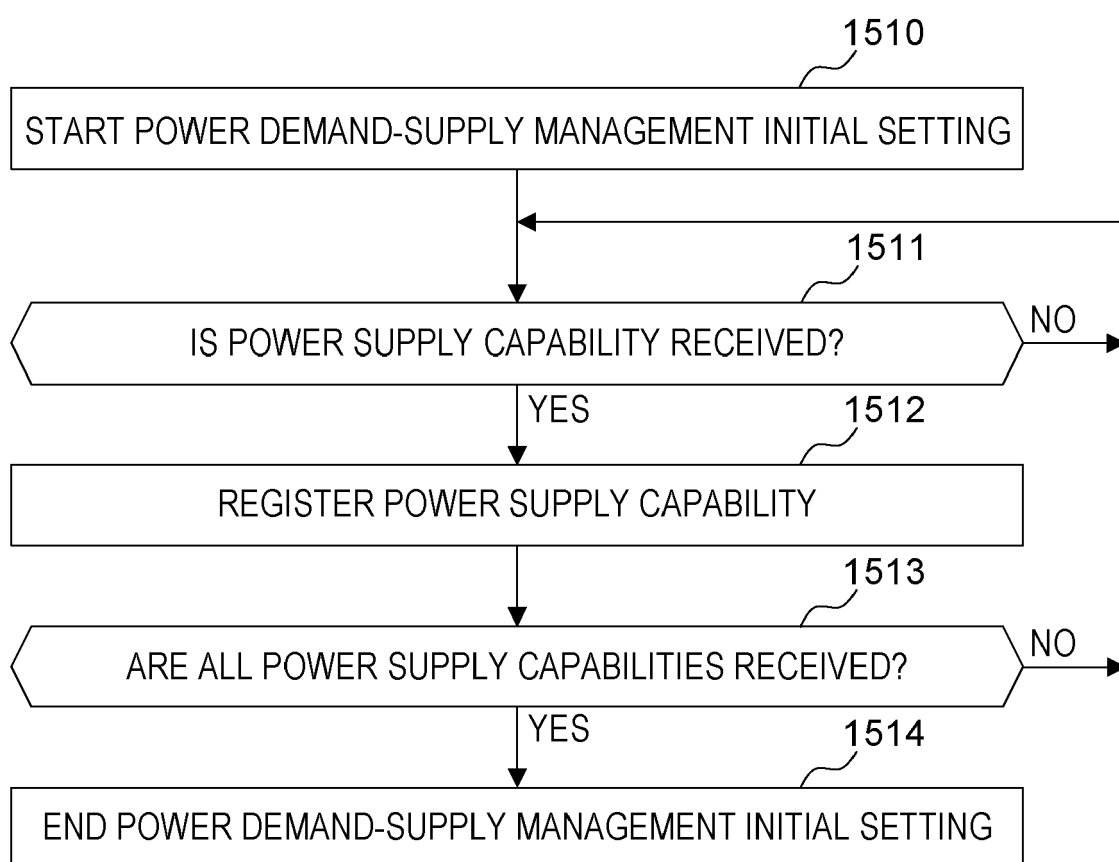 1510
START POWER DEMAND-SUPPLY MANAGEMENT INITIAL SETTING
1511
IS POWER SUPPLY CAPABILITY RECEIVED?
NO
YES
1512
REGISTER POWER SUPPLY CAPABILITY
1513
ARE ALL POWER SUPPLY CAPABILITIES RECEIVED?
NO
YES
1514
END POWER DEMAND-SUPPLY MANAGEMENT INITIAL SETTING